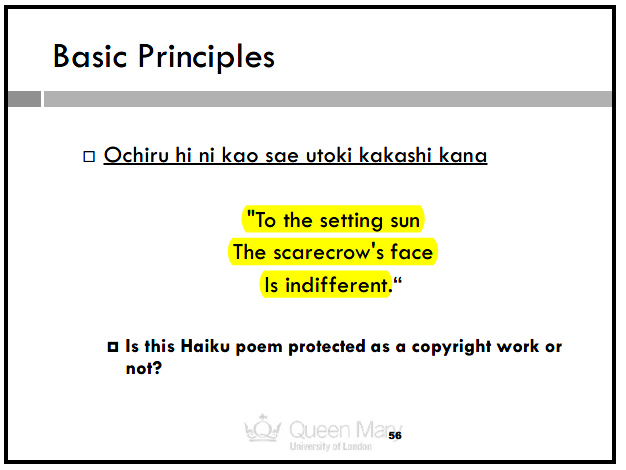 Basic Principles
Ochiru hi ni kao sae utoki kakashi kana
"To the setting sun
The scarecrow's face
Is indifferent.“
Is this Haiku poem protected as a copyright work or
not?
Queen Mary
University of London
56